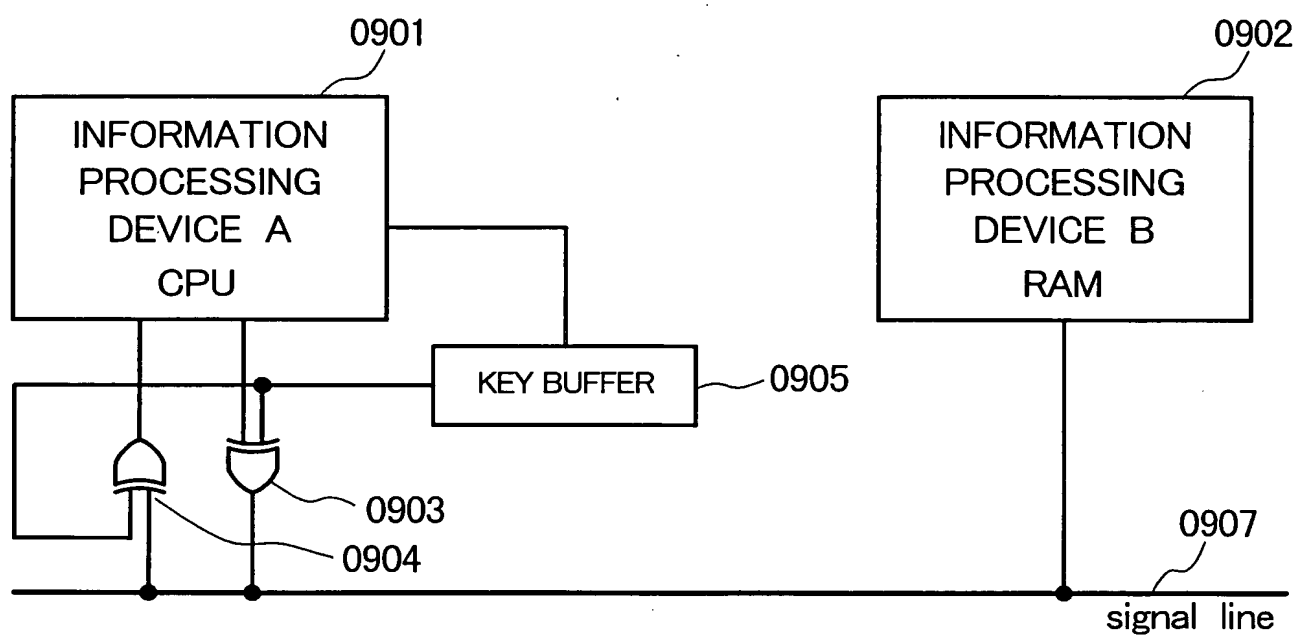 0901
0902
INFORMATION
PROCESSING
DEVICE A
CPU
INFORMATION
PROCESSING
DEVICE B
RAM
KEY BUFFER
0905
0903
0904
0907
signal line